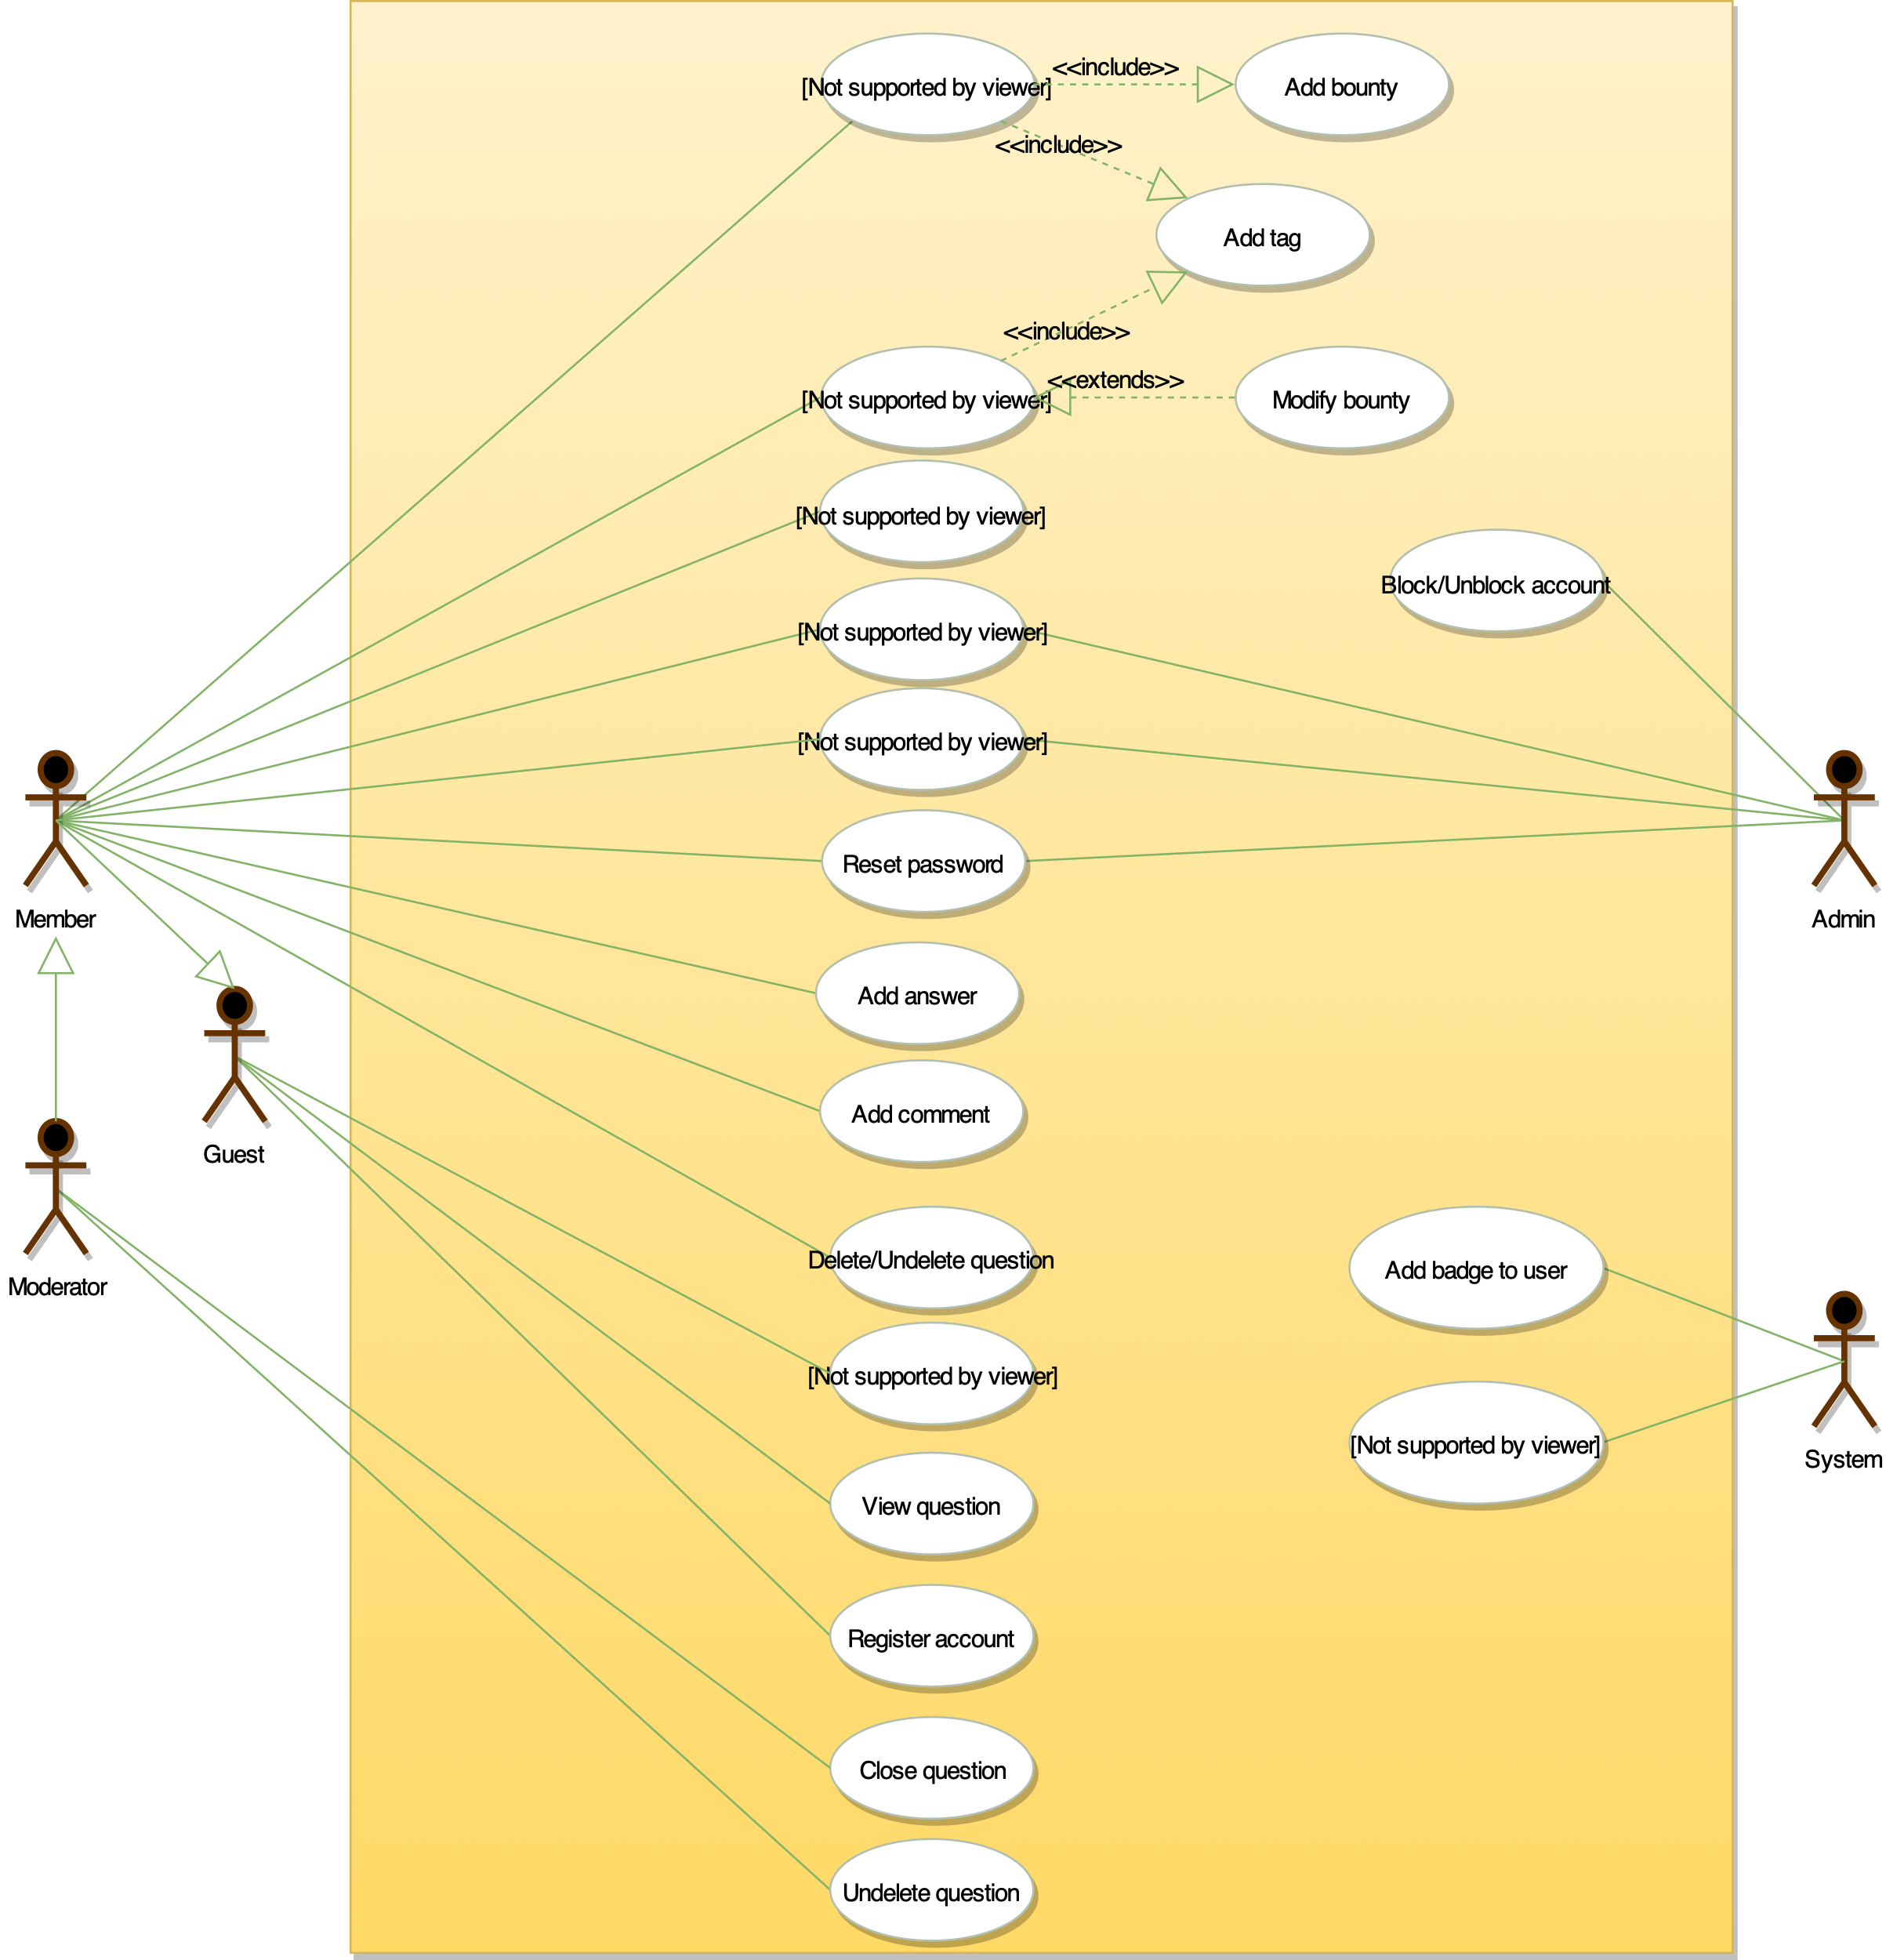 [Not supported by viewer]
<<include>>
Add bounty
<<include>>
Add tag
<<include>>
[Not supported by viewer]
<<extends>>
Modify bounty
[Not supported by viewer]
Block/Unblock account
[Not supported by viewer]
[Not supported by viewer]
Reset password
Member
Admin
Add answer
Add comment
Guest
Moderator
Delete/Undelete question
Add badge to user
[Not supported by viewer]
[Not supported by viewer]
System
View question
Register account
Close question
Undelete question